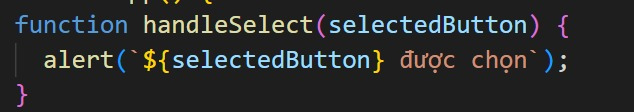 function handleSelect(selectedButton) {
  alert(`${selectedButton} được chọn`);
}